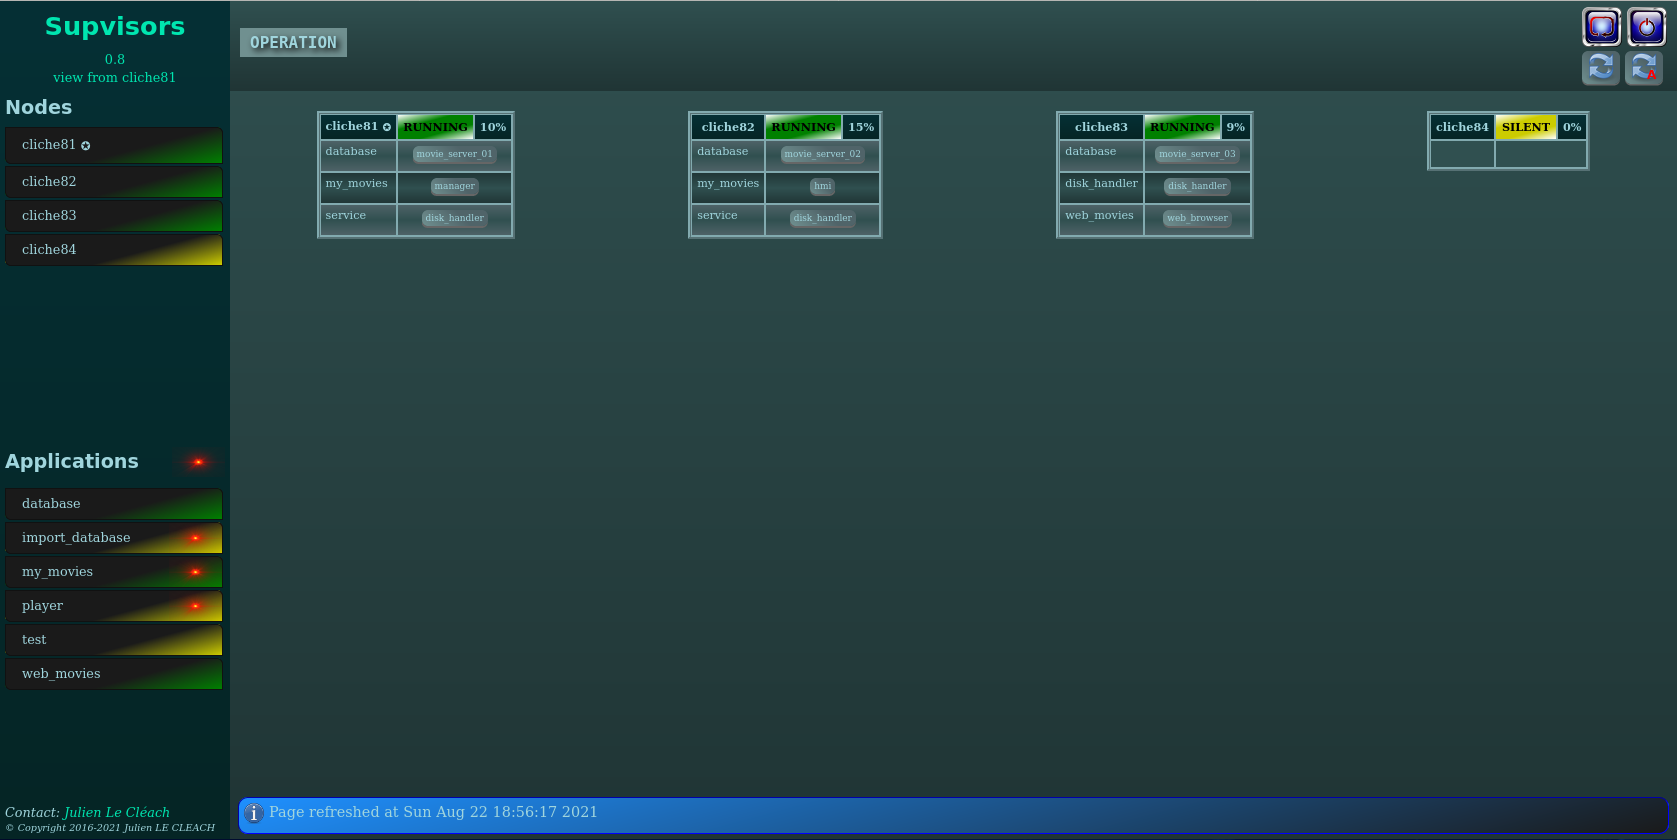 Supvisors
0.8
view from cliche81
Nodes
cliche81 ✪
cliche82
cliche83
cliche84
Applications
database
import_database
my_movies
player
test
web_movies
Contact: Julien Le Cléach
© Copyright 2016-2021 Julien LE CLEACH
OPERATION
A
cliche81 ✪ RUNNING 10%
database movie_server_01
my_movies manager
service disk_handler
cliche82 RUNNING 15%
database movie_server_02
my_movies hmi
service disk_handler
cliche83 RUNNING 9%
database movie_server_03
disk_handler disk_handler
web_movies web_browser
cliche84 SILENT 0%
i Page refreshed at Sun Aug 22 18:56:17 2021